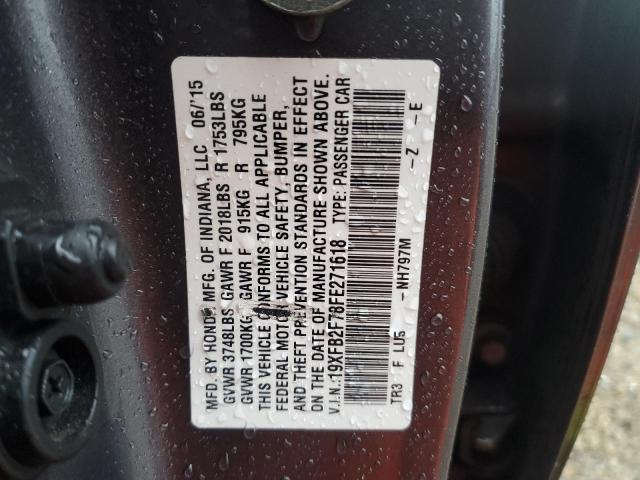 MFG. BY HONDA MFG. OF INDIANA, LLC 06/'15
GVWR 3748LBS GAWR F 2018LBS R 1753LBS
GVWR 1700KG GAWR F 915KG R 795KG
THIS VEHICLE CONFORMS TO ALL APPLICABLE
FEDERAL MOTOR VEHICLE SAFETY, BUMPER,
AND THEFT PREVENTION STANDARDS IN EFFECT
ON THE DATE OF MANUFACTURE SHOWN ABOVE.
V.I.N.: 19XFB2F78FE271618 TYPE: PASSENGER CAR
TR3 F LU5 -NH797M -Z -E